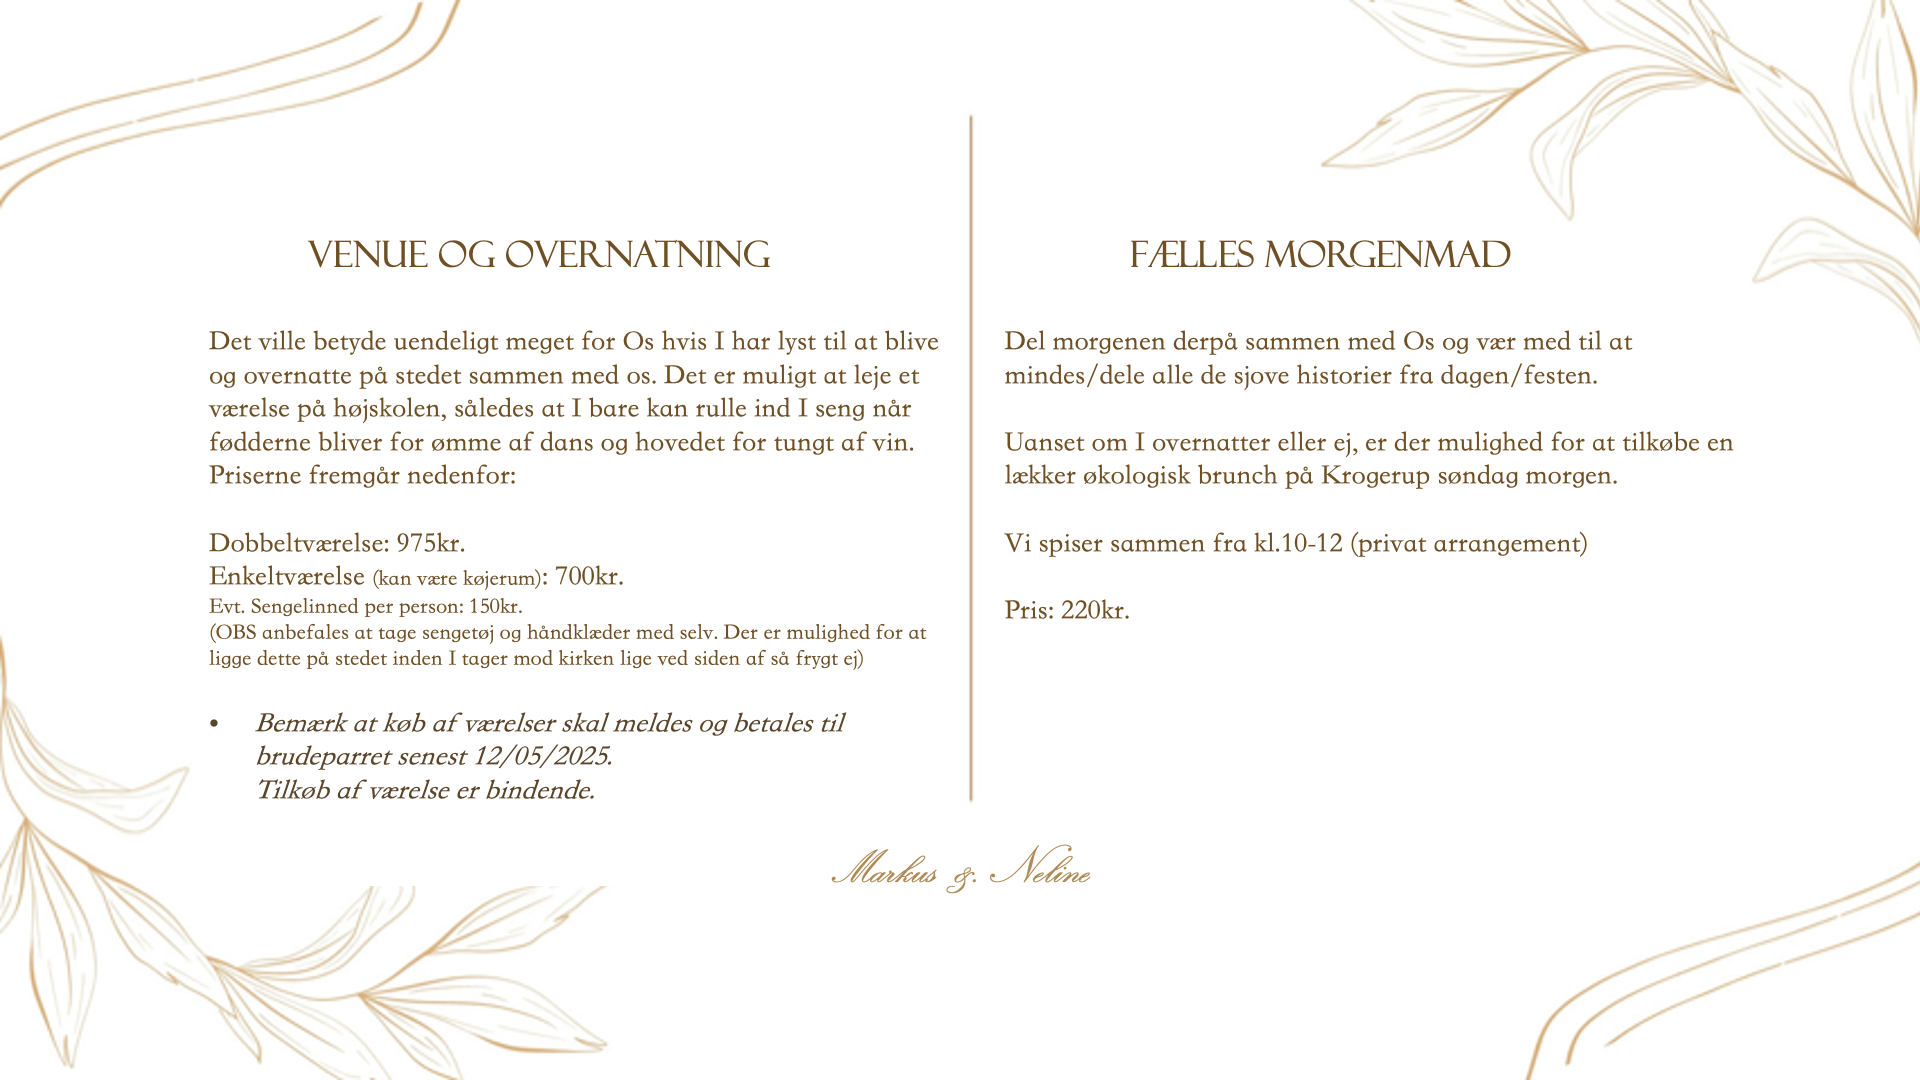 VENUE OG OVERNATNING
Det ville betyde uendeligt meget for Os hvis I har lyst til at blive
og overnatte på stedet sammen med os. Det er muligt at leje et
værelse på højskolen, således at I bare kan rulle ind I seng når
fødderne bliver for ømme af dans og hovedet for tungt af vin.
Priserne fremgår nedenfor:
Dobbeltværelse: 975kr.
Enkeltværelse (kan være køjerum): 700kr.
Evt. Sengelinned per person: 150kr.
(OBS anbefales at tage sengetøj og håndklæder med selv. Der er mulighed for at
ligge dette på stedet inden I tager mod kirken lige ved siden af så frygt ej)
• Bemærk at køb af værelser skal meldes og betales til
brudeparret senest 12/05/2025.
Tilkøb af værelse er bindende.
FÆLLES MORGENMAD
Del morgenen derpå sammen med Os og vær med til at
mindes/dele alle de sjove historier fra dagen/festen.
Uanset om I overnatter eller ej, er der mulighed for at tilkøbe en
lækker økologisk brunch på Krogerup søndag morgen.
Vi spiser sammen fra kl.10-12 (privat arrangement)
Pris: 220kr.
Markus &. Neline